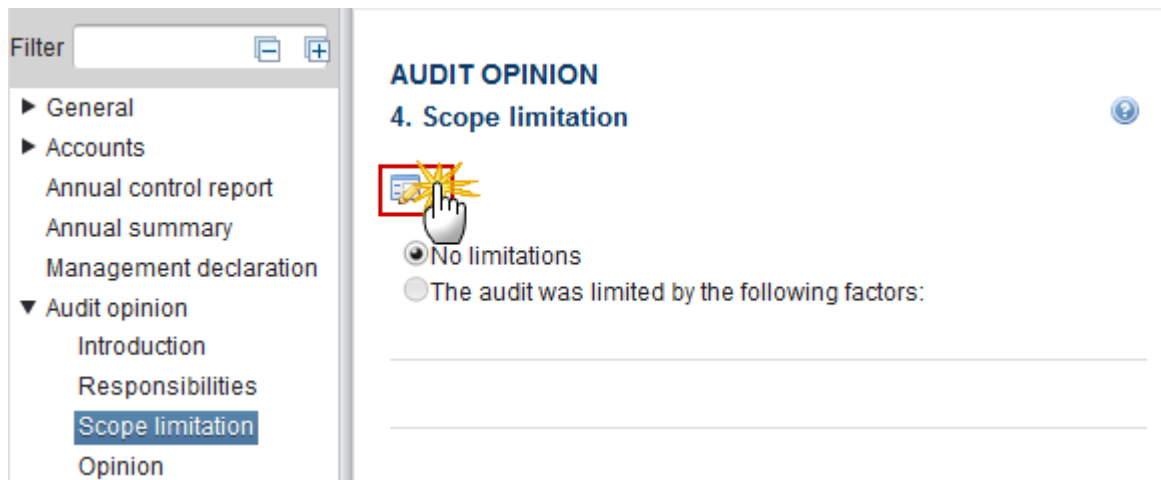 Filter
► General
► Accounts
Annual control report
Annual summary
Management declaration
▼ Audit opinion
Introduction
Responsibilities
Scope limitation
Opinion
AUDIT OPINION
4. Scope limitation
No limitations
The audit was limited by the following factors: